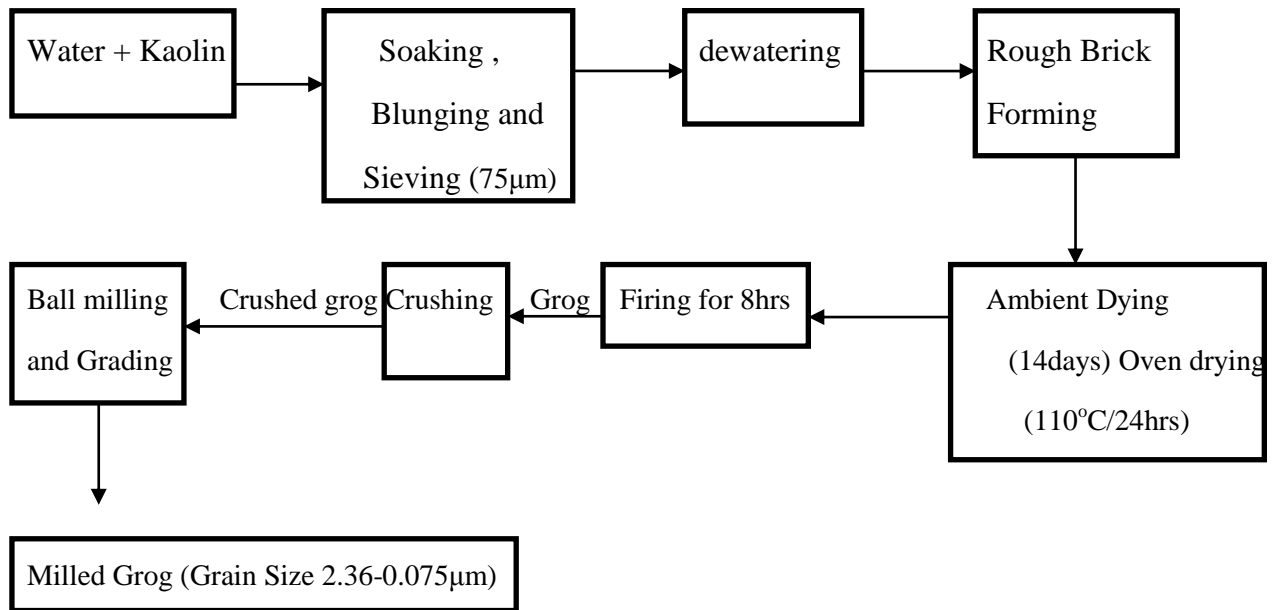 Water + Kaolin
Soaking ,
Blunging and
Sieving (75μm)
dewatering
Rough Brick
Forming
Ambient Dying
(14days) Oven drying
(110°C/24hrs)
Firing for 8hrs
Grog
Crushing
Crushed grog
Ball milling
and Grading
Milled Grog (Grain Size 2.36-0.075μm)